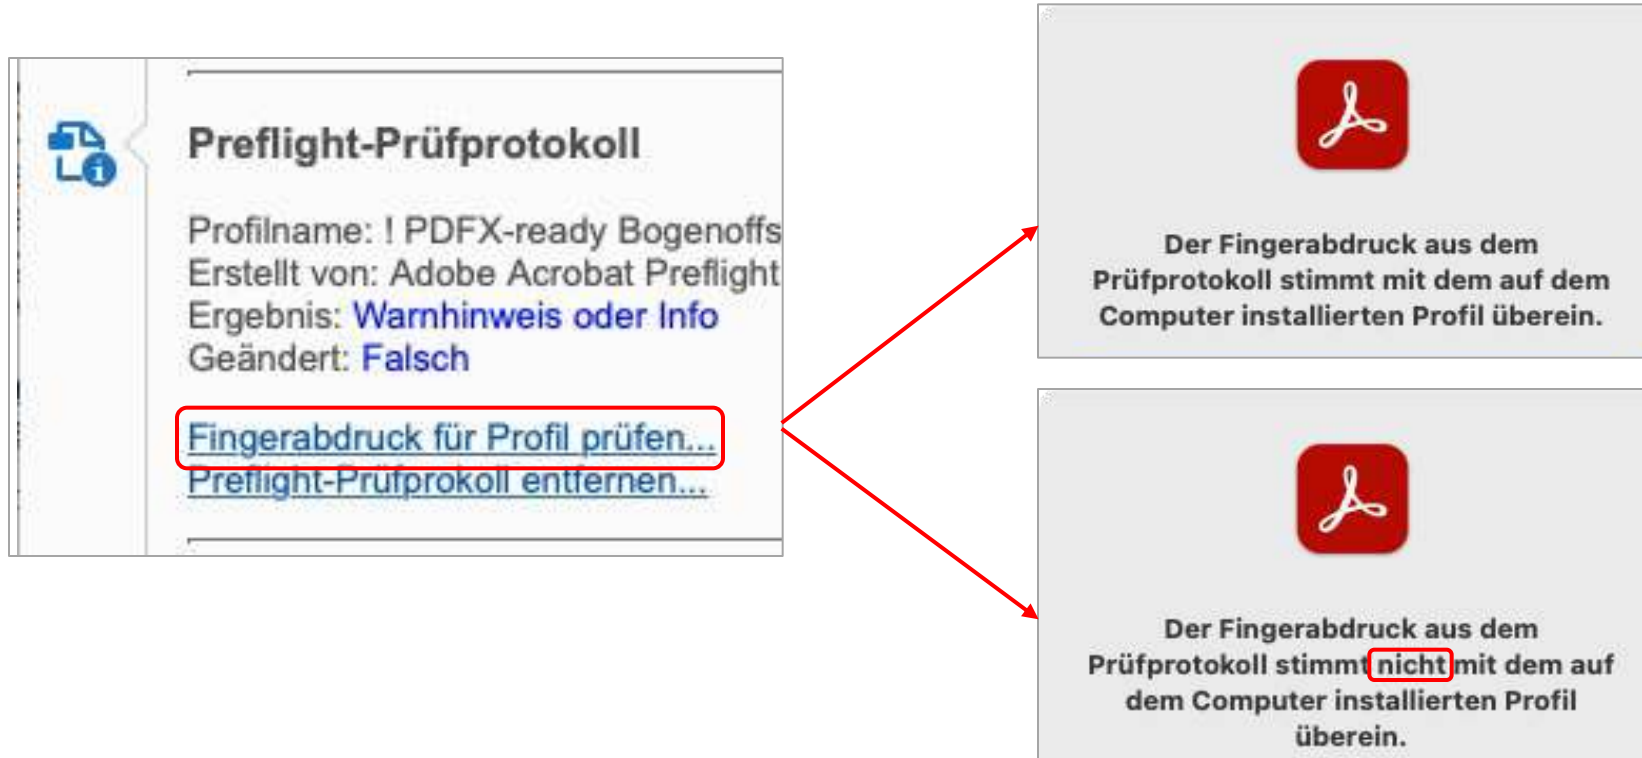 Preflight-Prüfprotokoll
Profilname: ! PDFX-ready Bogenoffs
Erstellt von: Adobe Acrobat Preflight
Ergebnis: Warnhinweis oder Info
Geändert: Falsch
Fingerabdruck für Profil prüfen...
Preflight-Prüfprokoll entfernen...
Der Fingerabdruck aus dem
Prüfprotokoll stimmt mit dem auf dem
Computer installierten Profil überein.
Der Fingerabdruck aus dem
Prüfprotokoll stimmt nicht mit dem auf
dem Computer installierten Profil
überein.